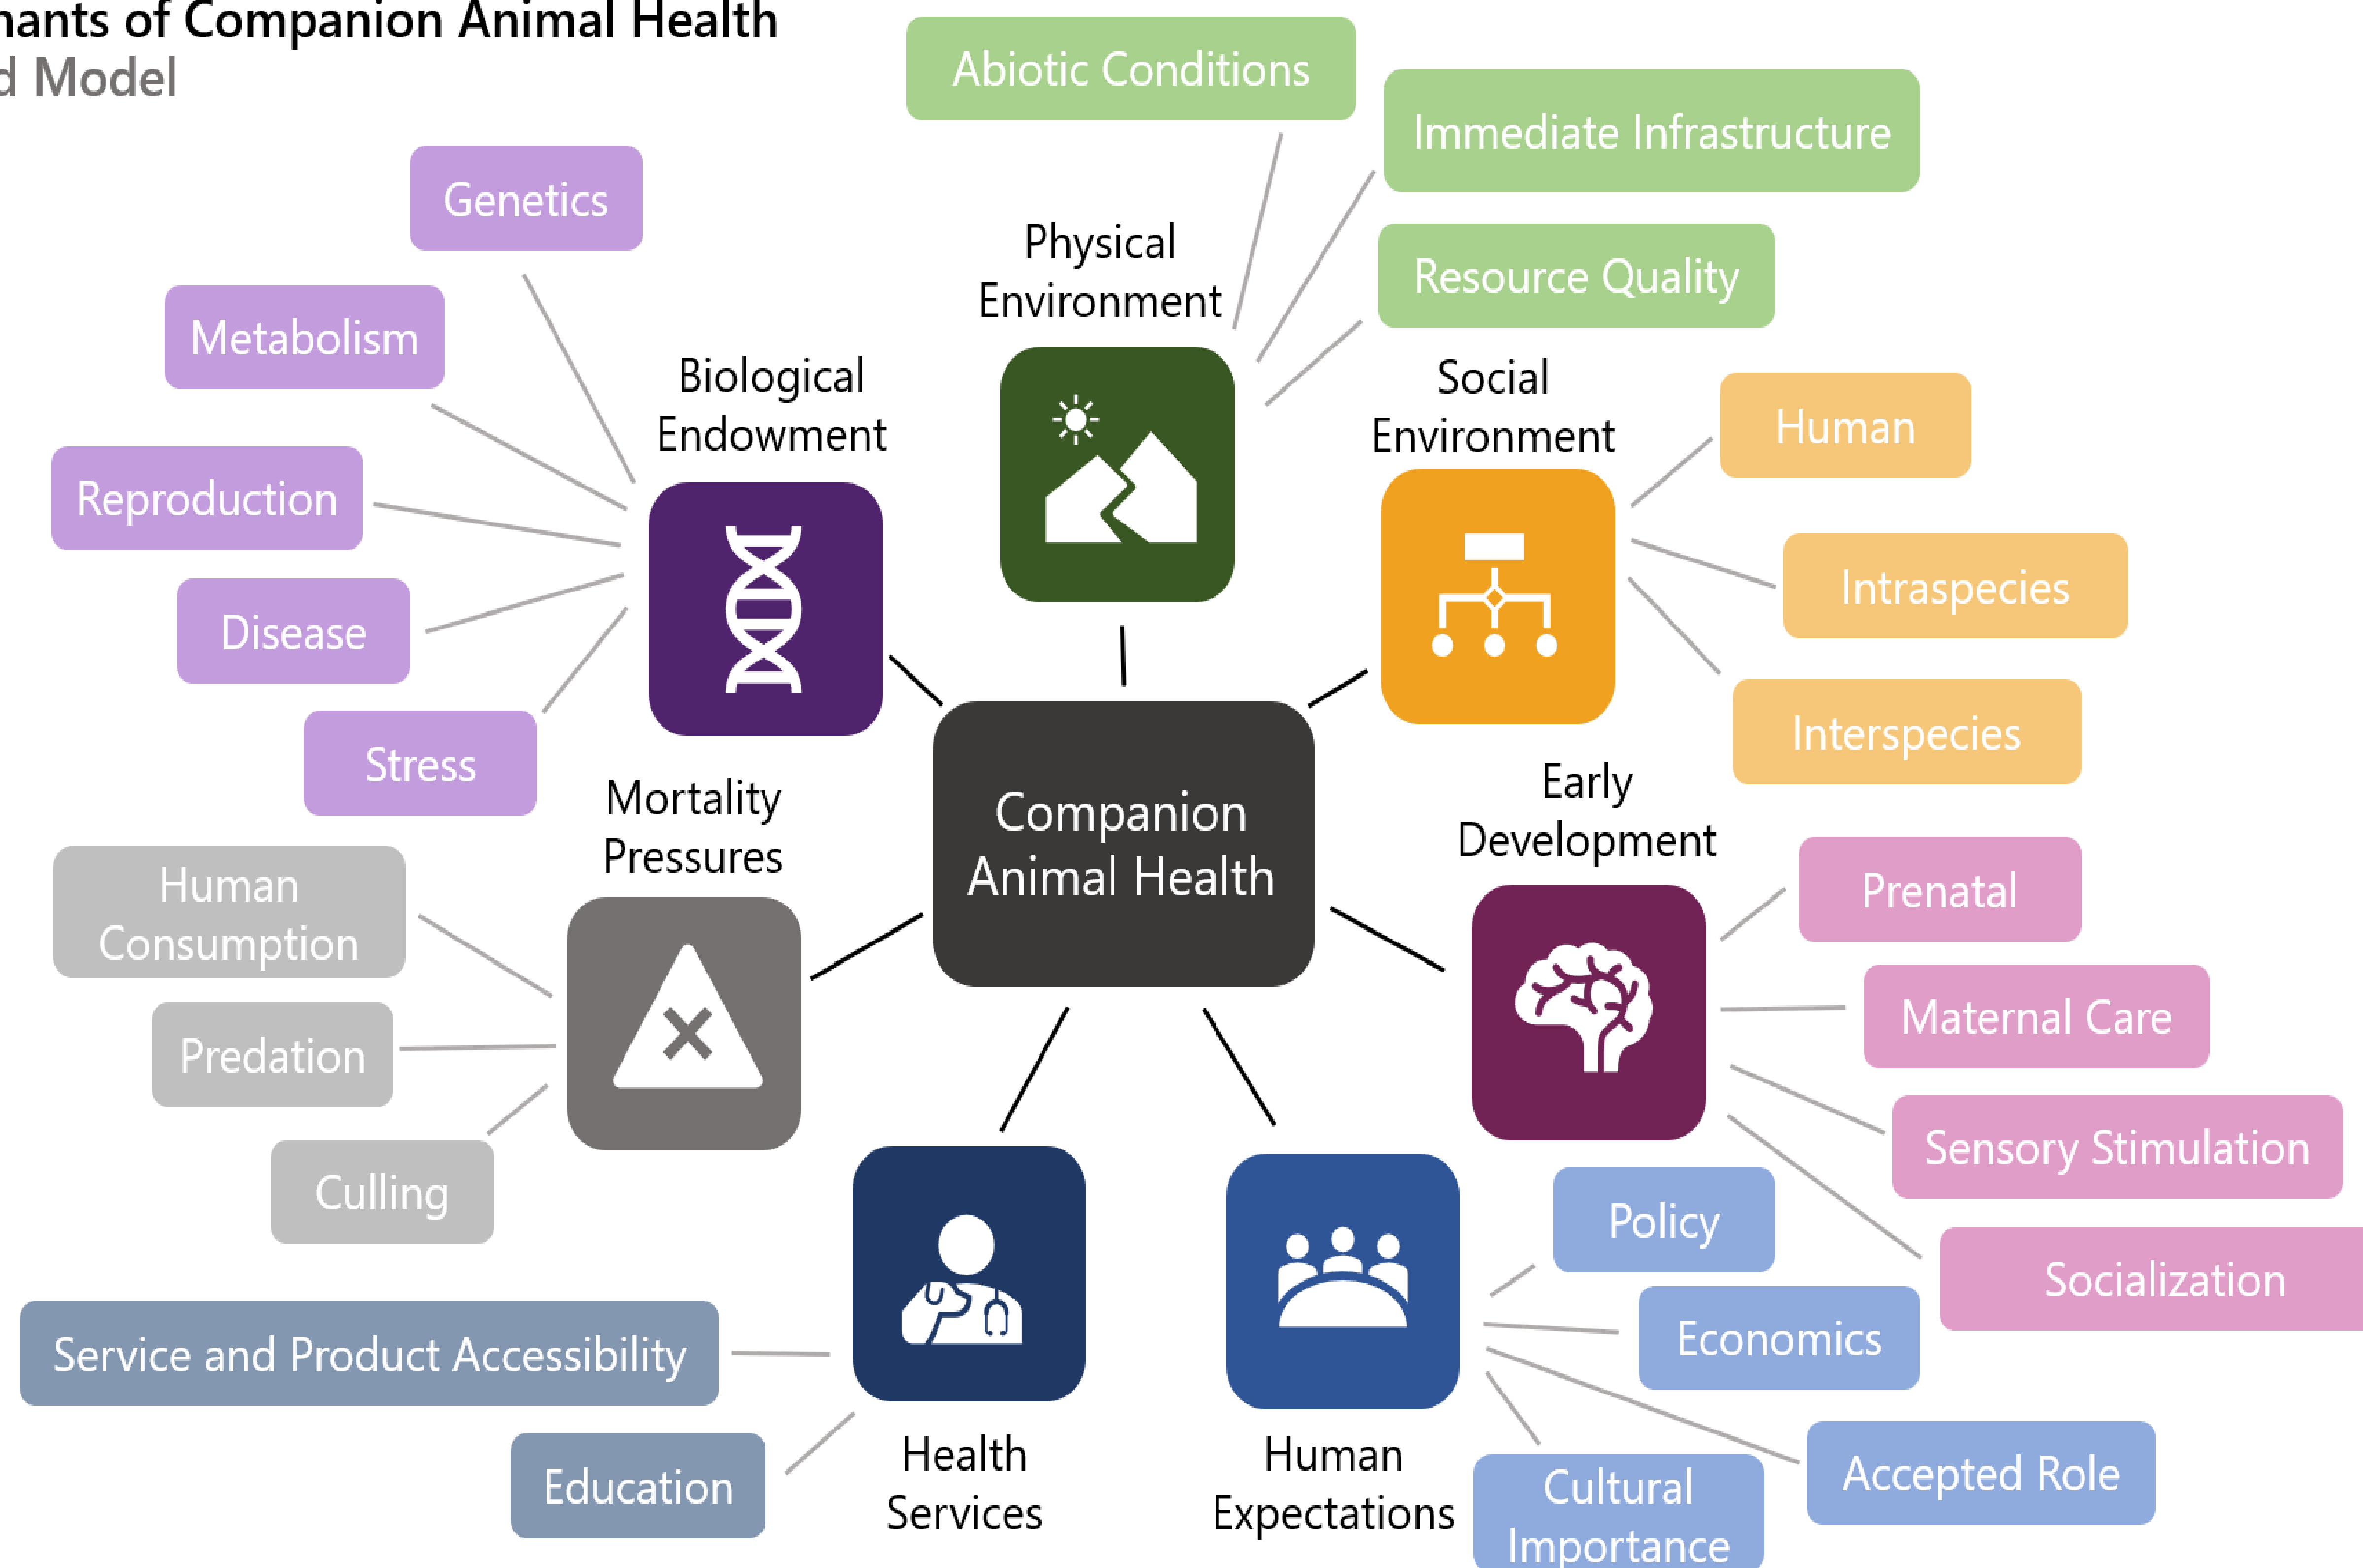 nants of Companion Animal Health
d Model
Abiotic Conditions
Immediate Infrastructure
Resource Quality
Physical
Environment
Genetics
Metabolism
Reproduction
Disease
Stress
Biological
Endowment
Social
Environment
Human
Intraspecies
Interspecies
Mortality
Pressures
Human
Consumption
Predation
Culling
Companion
Animal Health
Early
Development
Prenatal
Maternal Care
Sensory Stimulation
Socialization
Service and Product Accessibility
Education
Health
Services
Human
Expectations
Policy
Economics
Accepted Role
Cultural
Importance